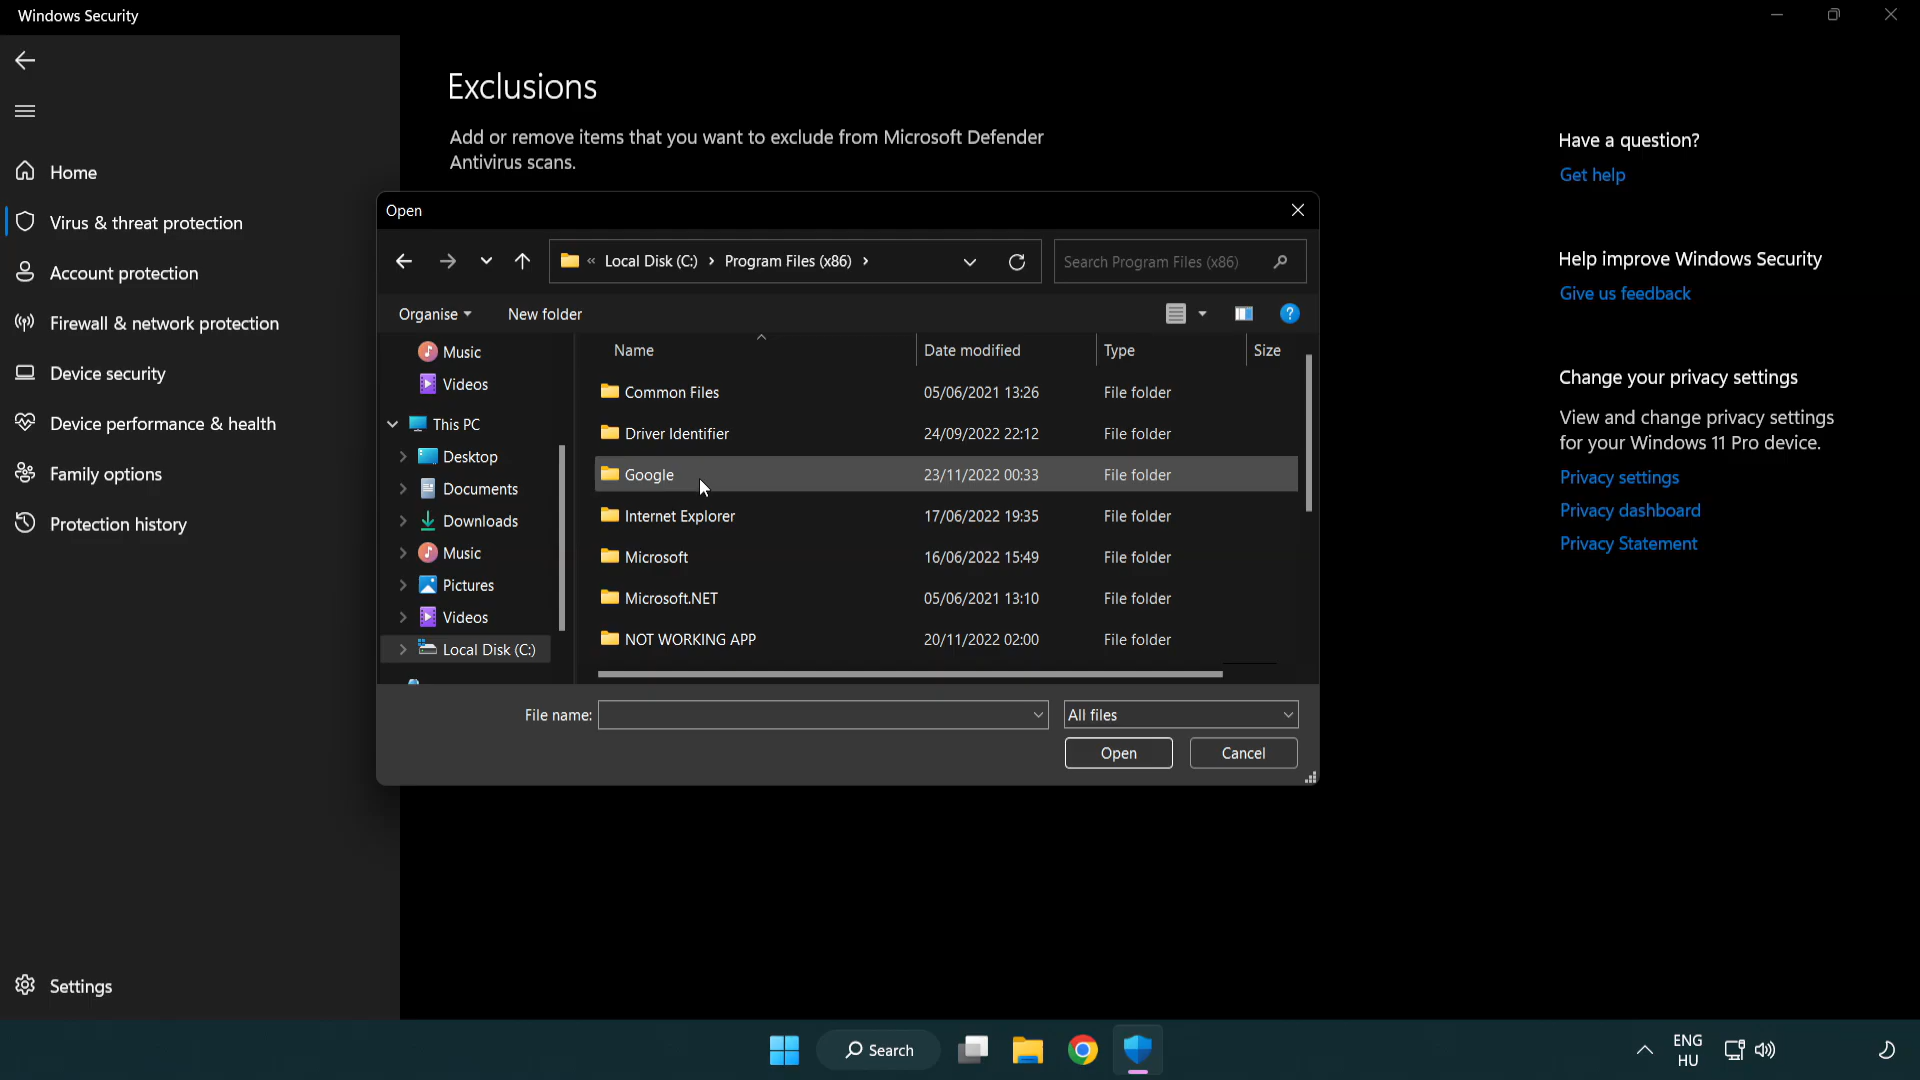 Windows Security
Exclusions
Add or remove items that you want to exclude from Microsoft Defender
Antivirus scans.
Home
Virus & threat protection
Account protection
Firewall & network protection
Device security
Device performance & health
Family options
Protection history
Settings
Open
« Local Disk (C:) › Program Files (x86) ›
Search Program Files (x86)
Organise
New folder
Music
Videos
This PC
Desktop
Documents
Downloads
Music
Pictures
Videos
Local Disk (C:)
Name Date modified Type Size
Common Files 05/06/2021 13:26 File folder
Driver Identifier 24/09/2022 22:12 File folder
Google 23/11/2022 00:33 File folder
Internet Explorer 17/06/2022 19:35 File folder
Microsoft 16/06/2022 15:49 File folder
Microsoft.NET 05/06/2021 13:10 File folder
NOT WORKING APP 20/11/2022 02:00 File folder
File name:
All files
Open
Cancel
Have a question?
Get help
Help improve Windows Security
Give us feedback
Change your privacy settings
View and change privacy settings
for your Windows 11 Pro device.
Privacy settings
Privacy dashboard
Privacy Statement
Search
ENG
HU